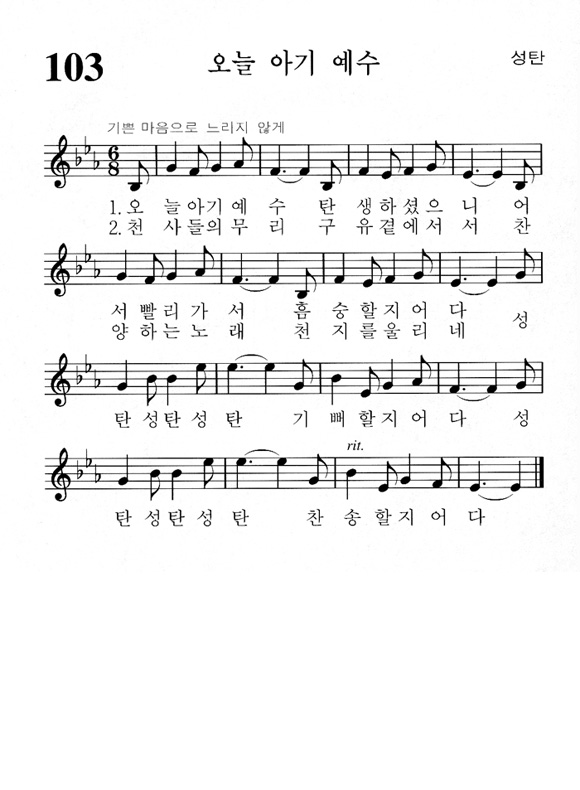 103
오늘 아기 예수
성탄
기쁜 마음으로 느리지 않게
6
8
1. 오 늘아기 예 수 탄 생하셨으 니 어
2. 천 사들의무 리 구 유곁에서 서 찬
서 빨리가 서 흠 숭할지어 다 성
양 하는노 래 천 지를울리 네
탄 성탄성 탄 기 뻐할지어 다 성
rit.
탄 성탄성 탄 찬 송할지어 다